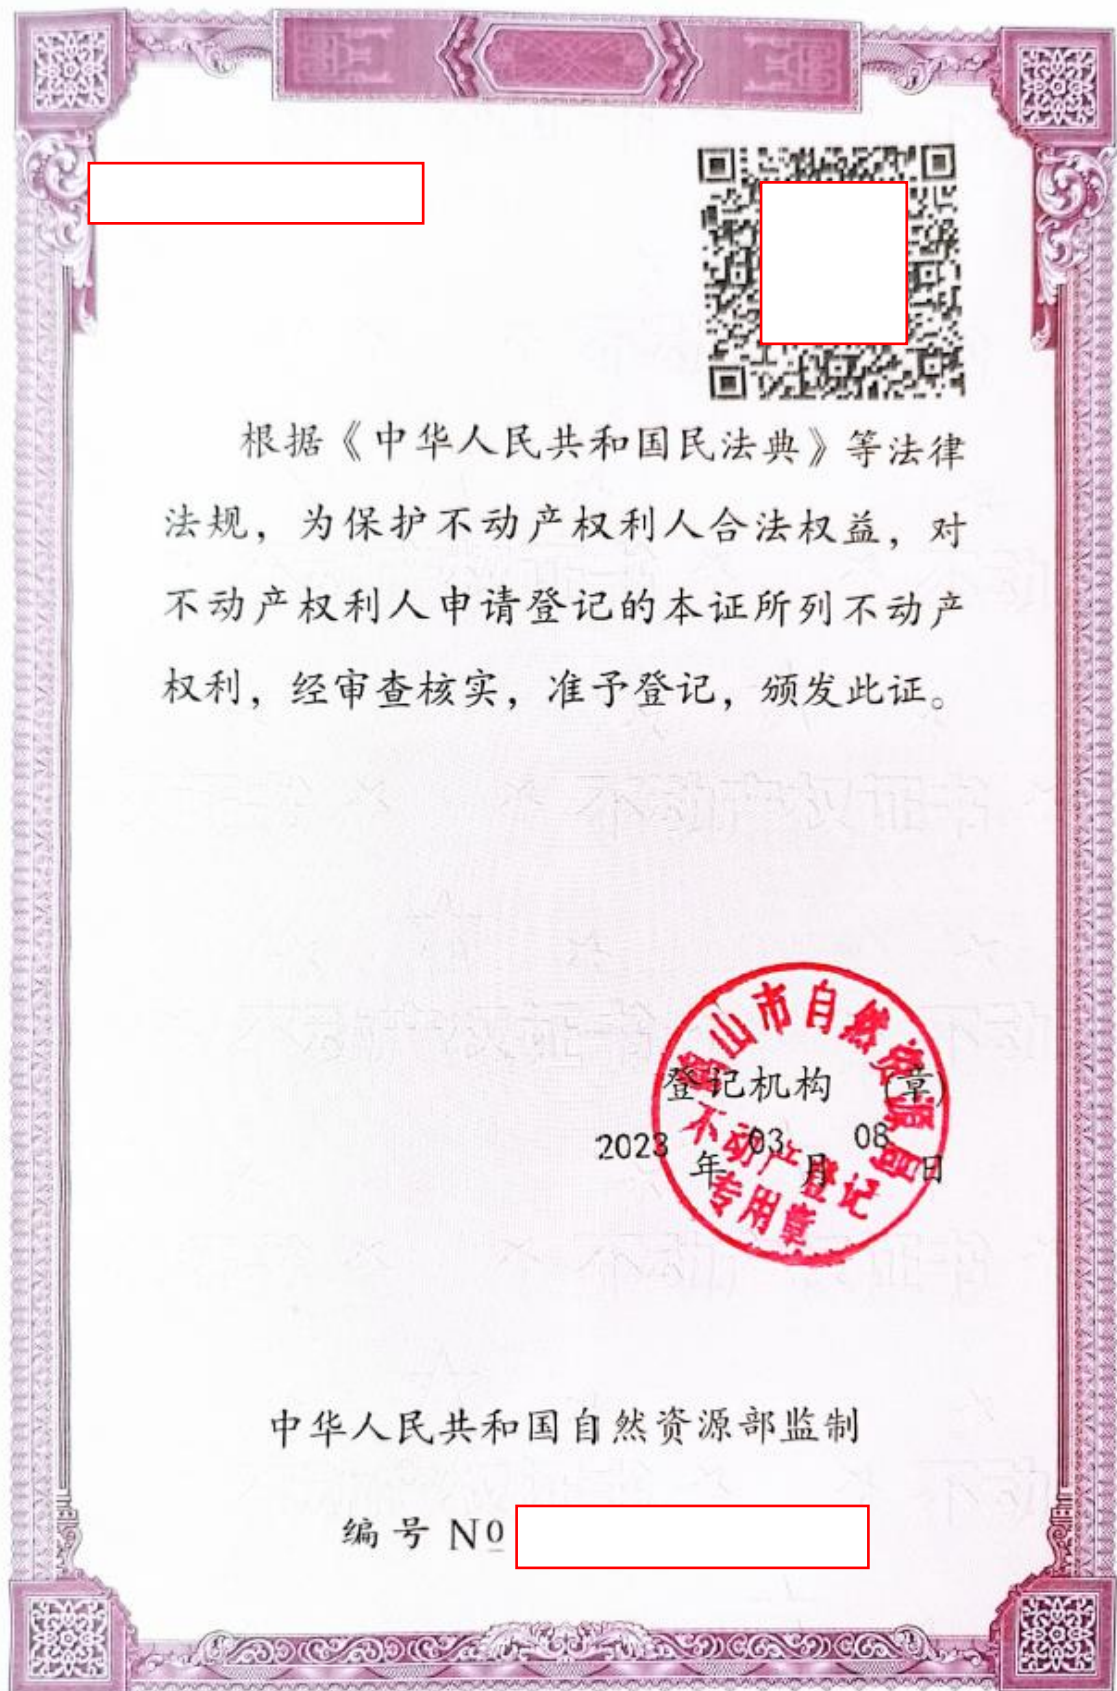 根据《中华人民共和国民法典》等法律
法规，为保护不动产权利人合法权益，对
不动产权利人申请登记的本证所列不动产
权利，经审查核实，准予登记，颁发此证。
山市自然资源局
登记机构 (章)
不动产登记
专用章
2023 年 03 月 08 日
中华人民共和国自然资源部监制
编号 №